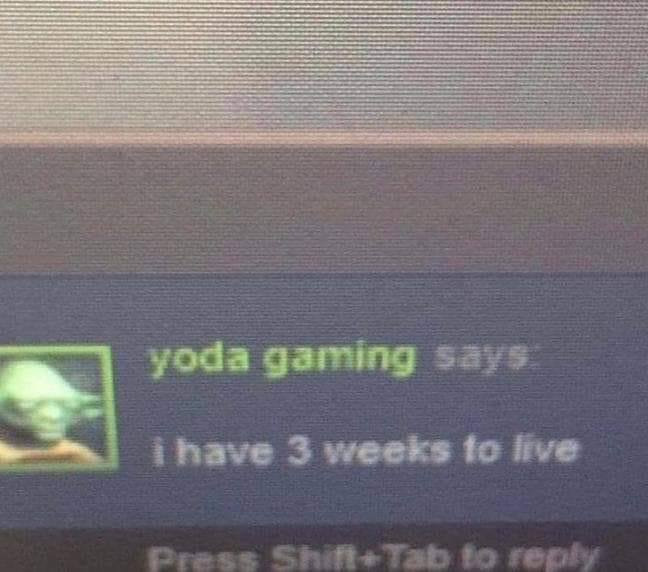 yoda gaming says:
i have 3 weeks to live
Press Shift+Tab to reply